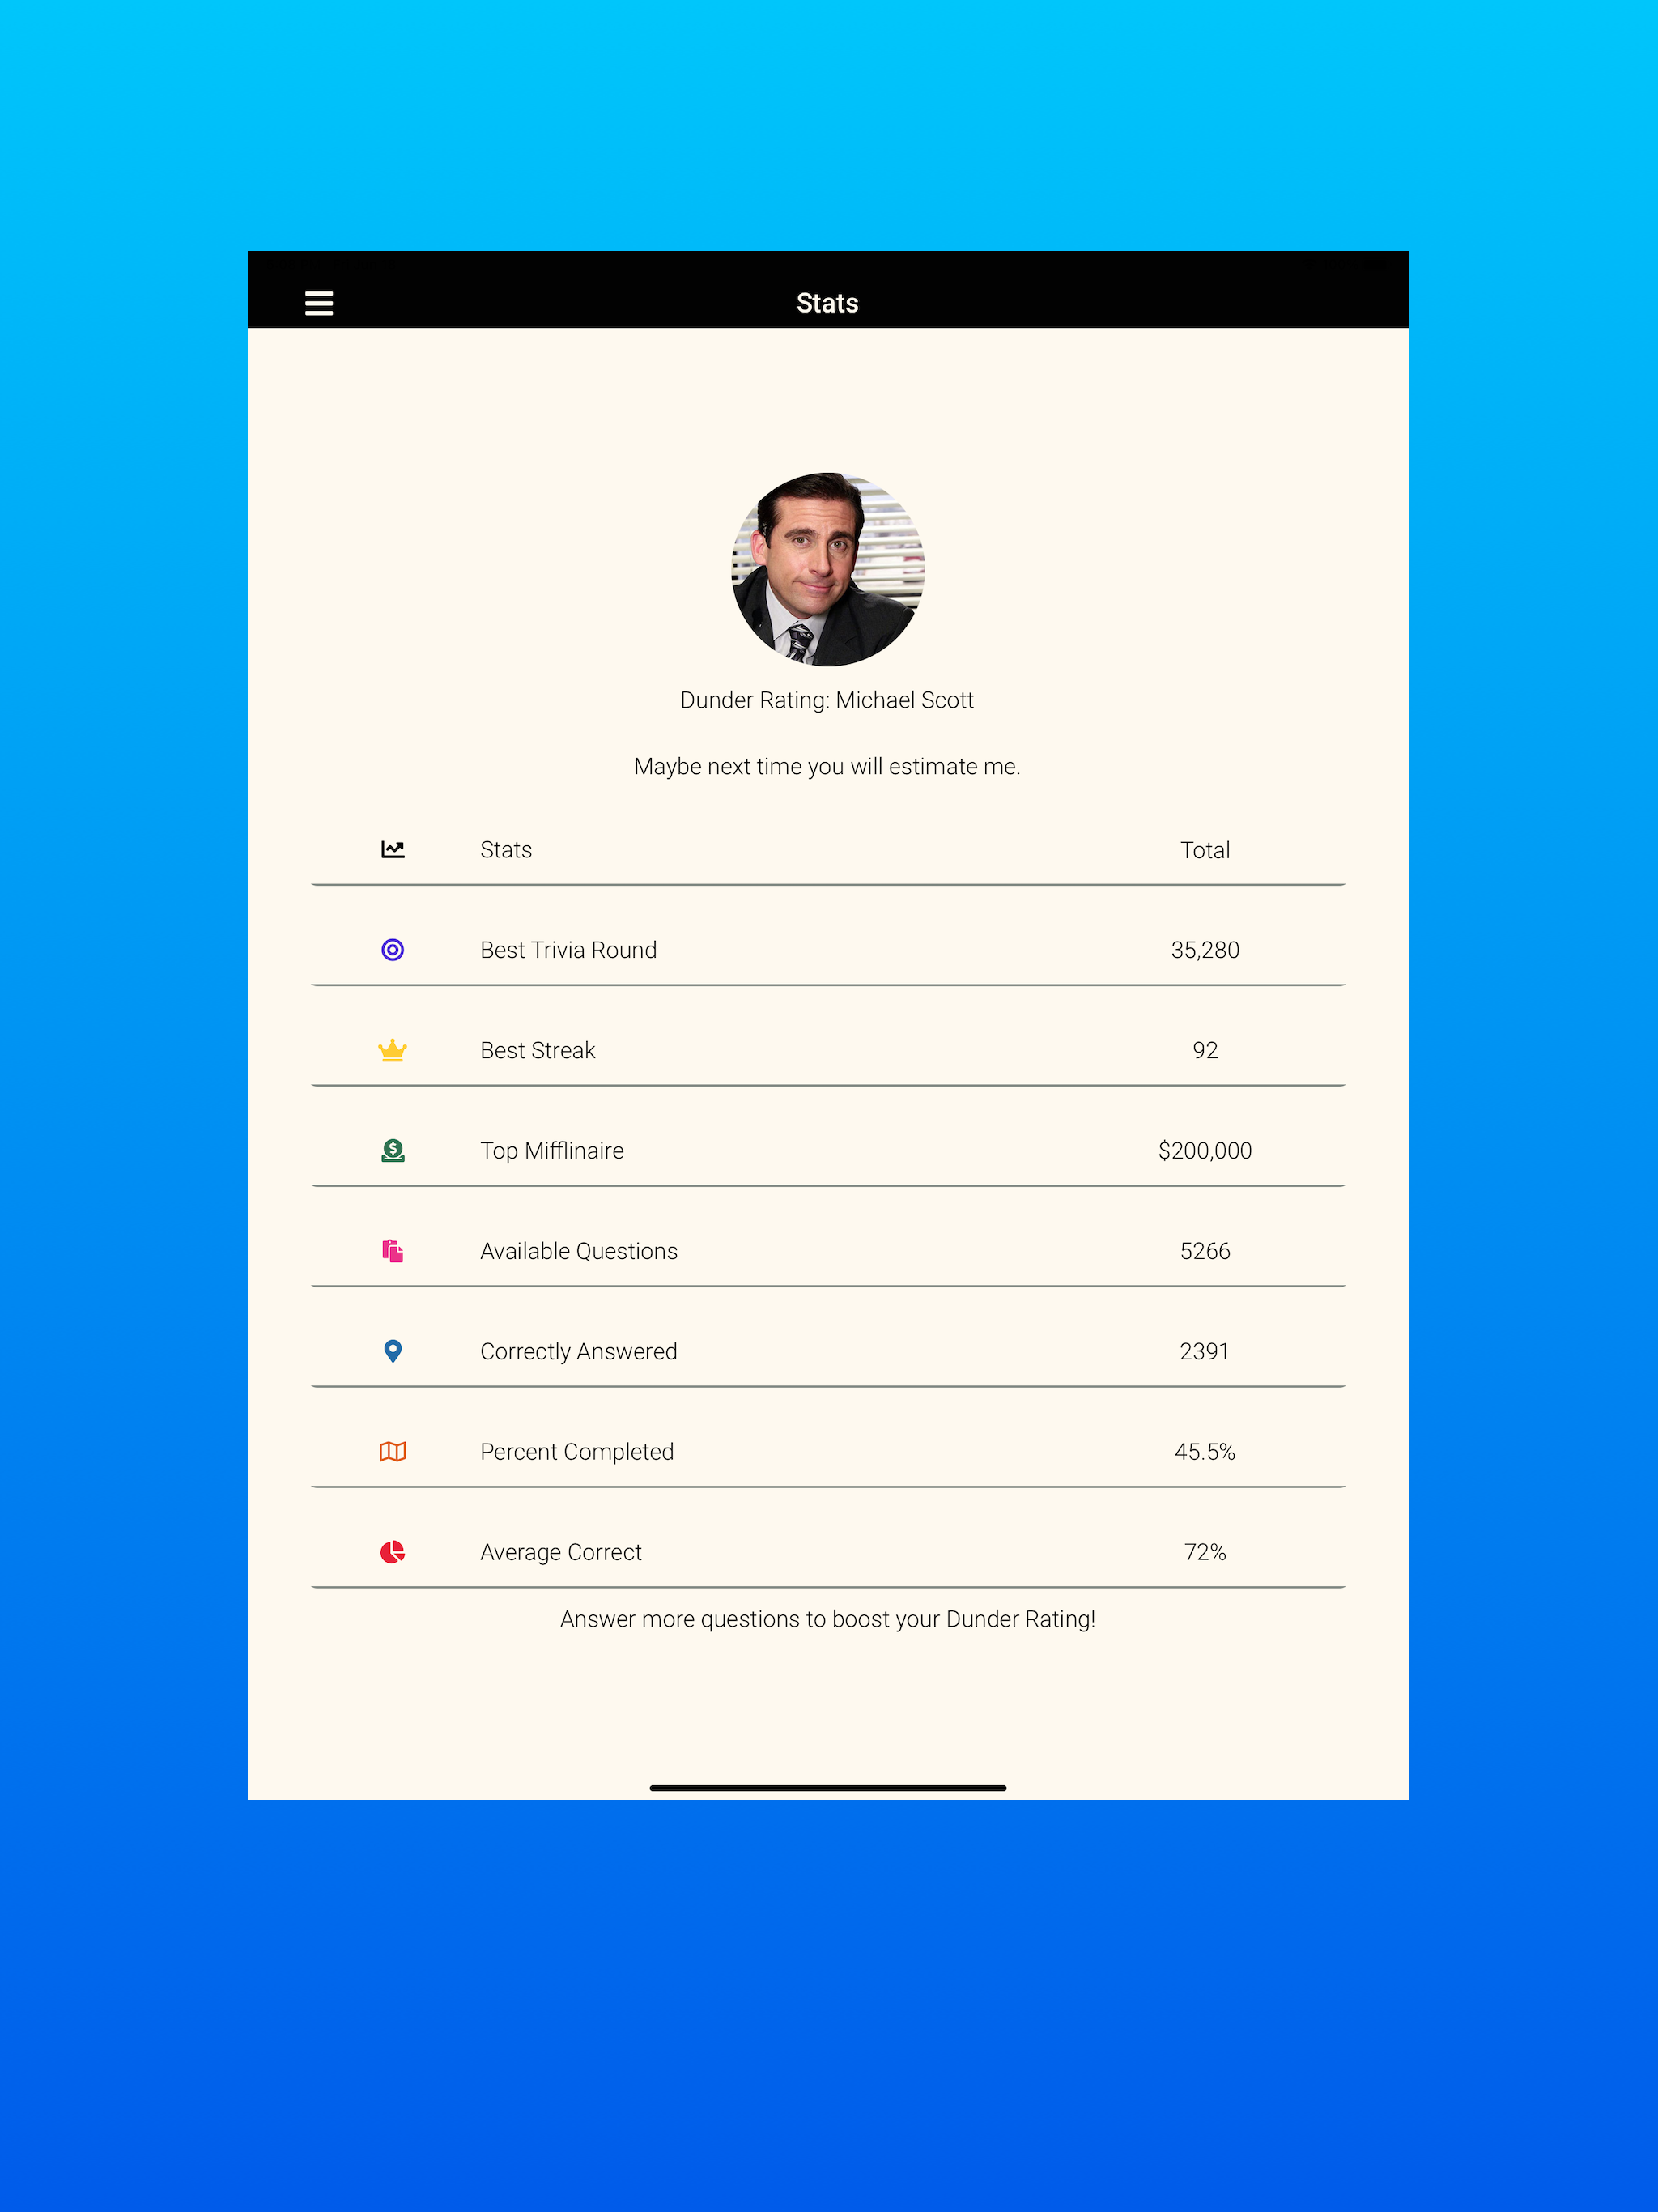 Stats
Dunder Rating: Michael Scott
Maybe next time you will estimate me.
Stats Total
Best Trivia Round 35,280
Best Streak 92
Top Mifflinaire $200,000
Available Questions 5266
Correctly Answered 2391
Percent Completed 45.5%
Average Correct 72%
Answer more questions to boost your Dunder Rating!